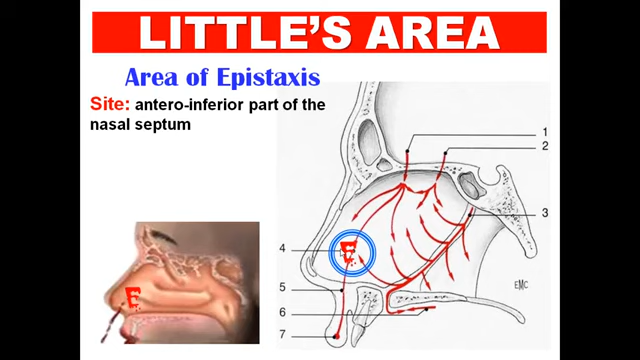 LITTLE'S AREA
Area of Epistaxis
Site: antero-inferior part of the
nasal septum
1
2
3
4
E
5
6
7
E
EMC